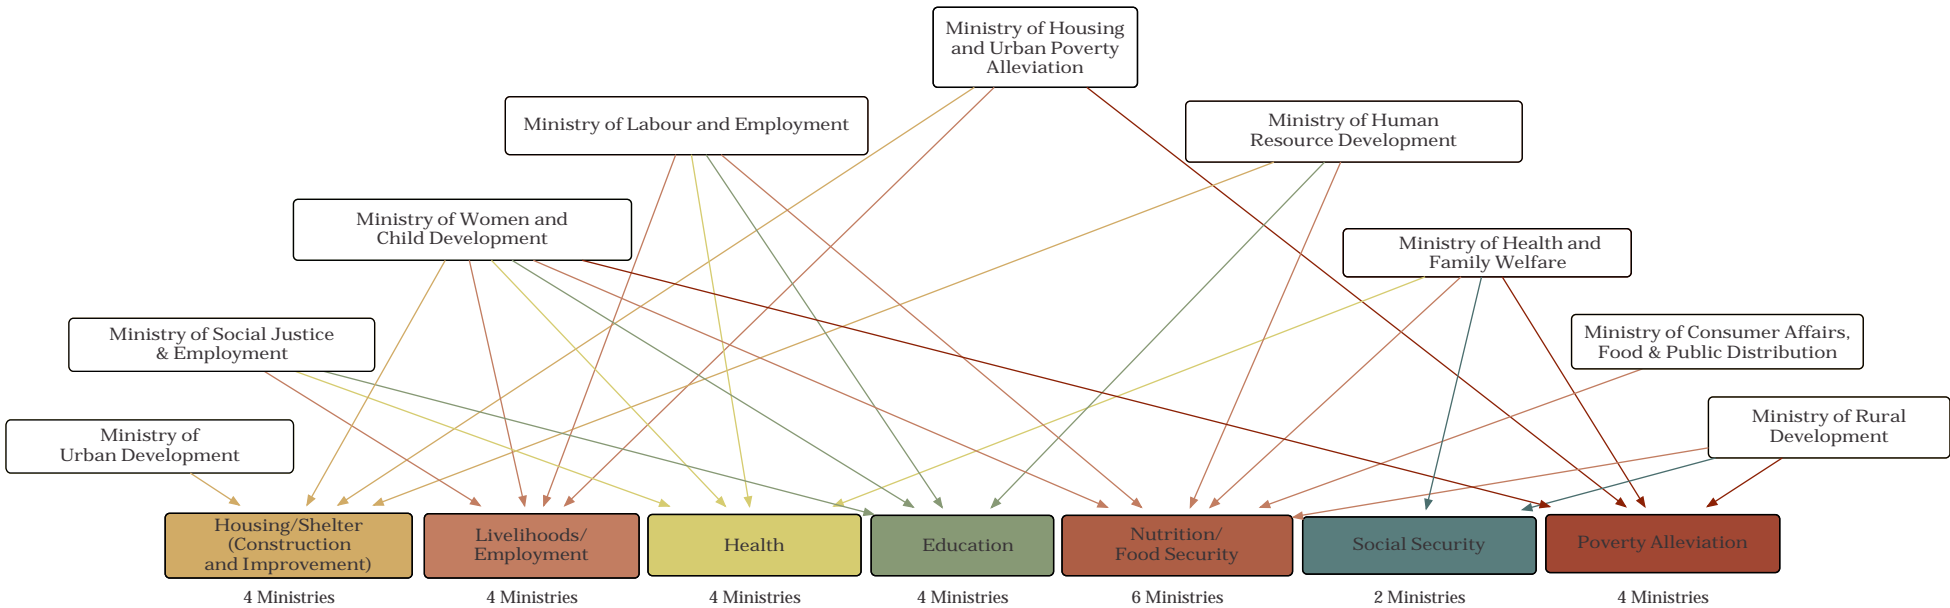 Ministry of Housing
and Urban Poverty
Alleviation
Ministry of Labour and Employment
Ministry of Human
Resource Development
Ministry of Women and
Child Development
Ministry of Health and
Family Welfare
Ministry of Social Justice
& Employment
Ministry of Consumer Affairs,
Food & Public Distribution
Ministry of
Urban Development
Ministry of Rural
Development
Housing/Shelter
(Construction
and Improvement)
Livelihoods/
Employment
Health
Education
Nutrition/
Food Security
Social Security
Poverty Alleviation
4 Ministries
4 Ministries
4 Ministries
4 Ministries
6 Ministries
2 Ministries
4 Ministries